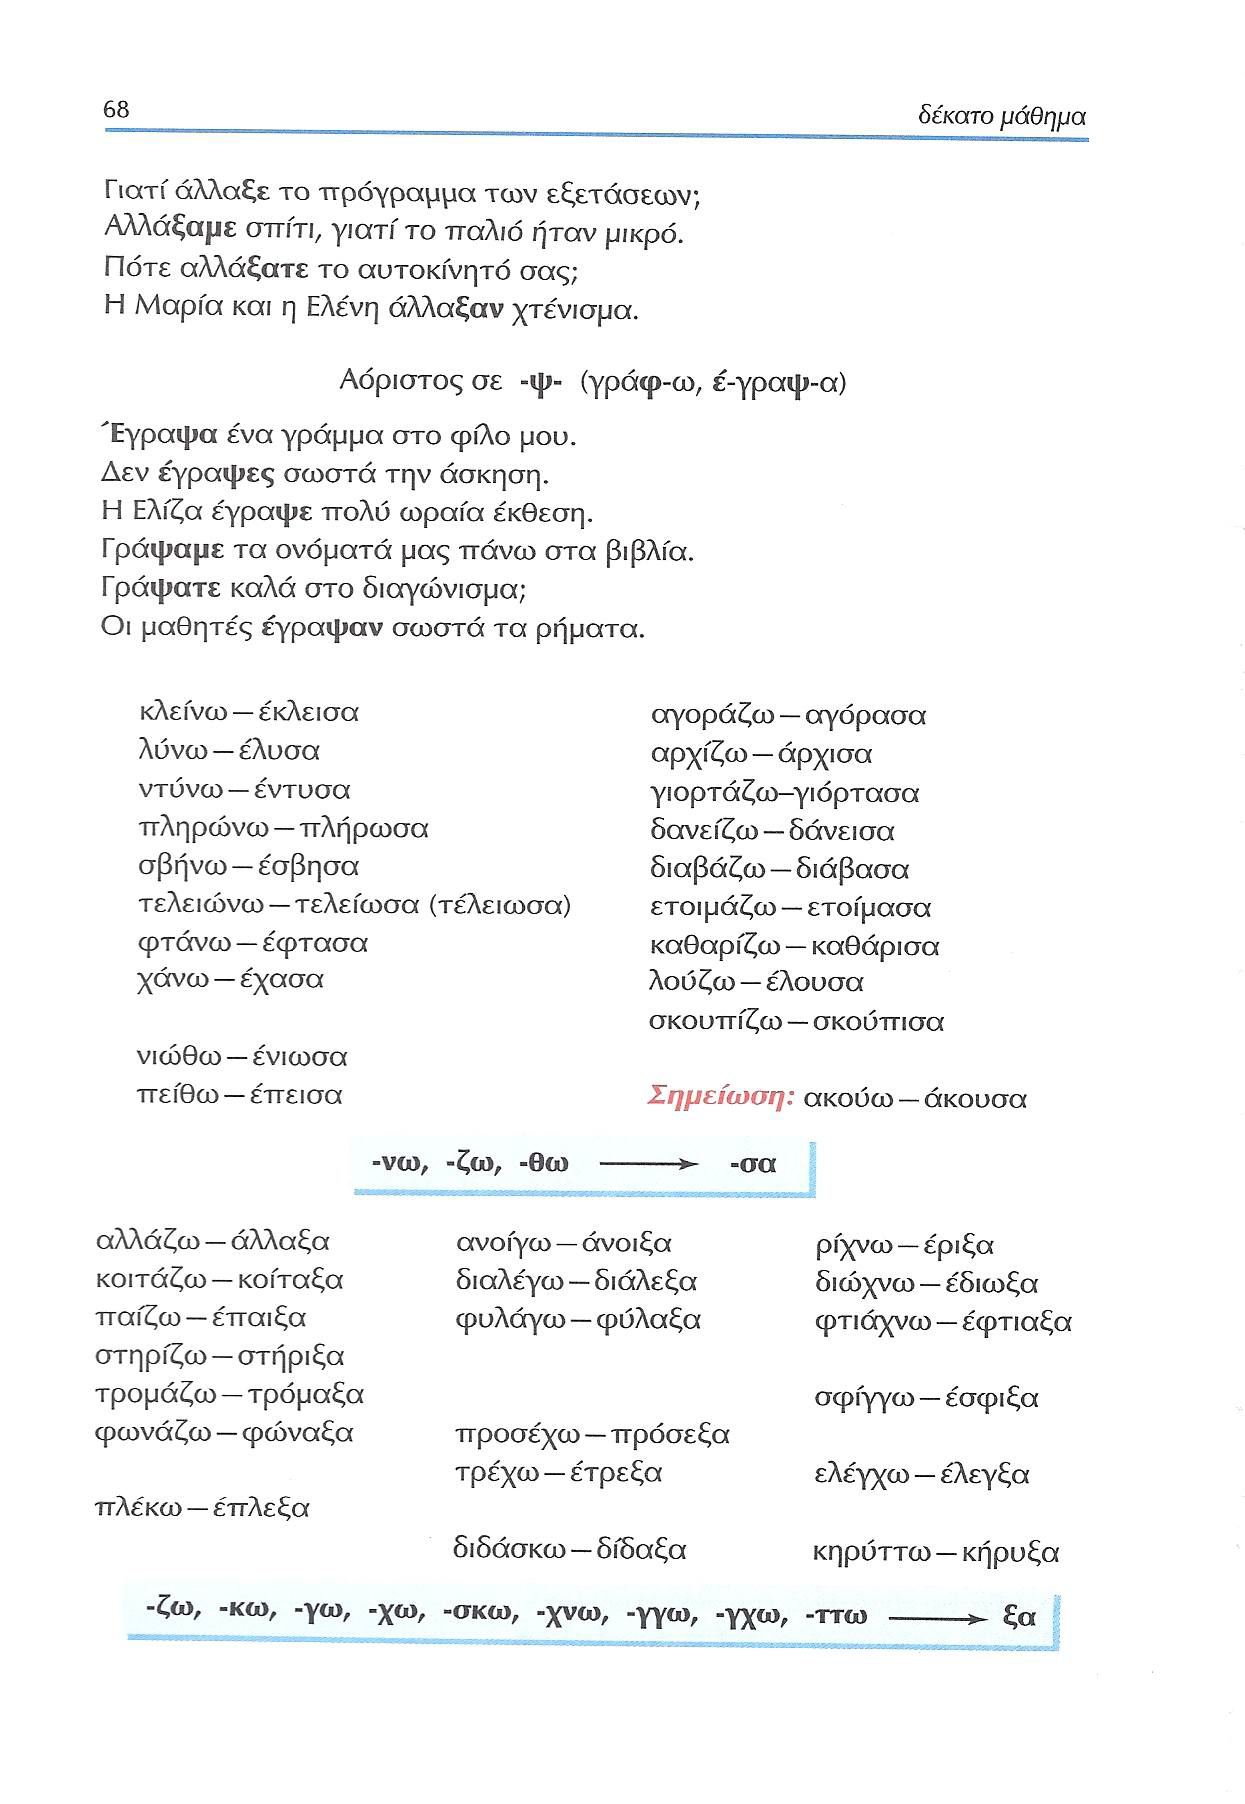 68 δέκατο μάθημα
Γιατί άλλαξε το πρόγραμμα των εξετάσεων;
Αλλάξαμε σπίτι, γιατί το παλιό ήταν μικρό.
Πότε αλλάξατε το αυτοκίνητό σας;
Η Μαρία και η Ελένη άλλαξαν χτένισμα.
Αόριστος σε -ψ- (γράφ-ω, έ-γραψ-α)
Έγραψα ένα γράμμα στο φίλο μου.
Δεν έγραψες σωστά την άσκηση.
Η Ελίζα έγραψε πολύ ωραία έκθεση.
Γράψαμε τα ονόματά μας πάνω στα βιβλία.
Γράψατε καλά στο διαγώνισμα;
Οι μαθητές έγραψαν σωστά τα ρήματα.
κλείνω — έκλεισα
λύνω — έλυσα
ντύνω — έντυσα
πληρώνω — πλήρωσα
σβήνω — έσβησα
τελειώνω — τελείωσα (τέλειωσα)
φτάνω — έφτασα
χάνω — έχασα
νιώθω — ένιωσα
πείθω — έπεισα
αγοράζω — αγόρασα
αρχίζω — άρχισα
γιορτάζω–γιόρτασα
δανείζω — δάνεισα
διαβάζω — διάβασα
ετοιμάζω — ετοίμασα
καθαρίζω — καθάρισα
λούζω — έλουσα
σκουπίζω — σκούπισα
Σημείωση: ακούω — άκουσα
-νω, -ζω, -θω → -σα
αλλάζω — άλλαξα
κοιτάζω — κοίταξα
παίζω — έπαιξα
στηρίζω — στήριξα
τρομάζω — τρόμαξα
φωνάζω — φώναξα
πλέκω — έπλεξα
ανοίγω — άνοιξα
διαλέγω — διάλεξα
φυλάγω — φύλαξα
προσέχω — πρόσεξα
τρέχω — έτρεξα
διδάσκω — δίδαξα
ρίχνω — έριξα
διώχνω — έδιωξα
φτιάχνω — έφτιαξα
σφίγγω — έσφιξα
ελέγχω — έλεγξα
κηρύττω — κήρυξα
-ζω, -κω, -γω, -χω, -σκω, -χνω, -γγω, -γχω, -ττω → ξα